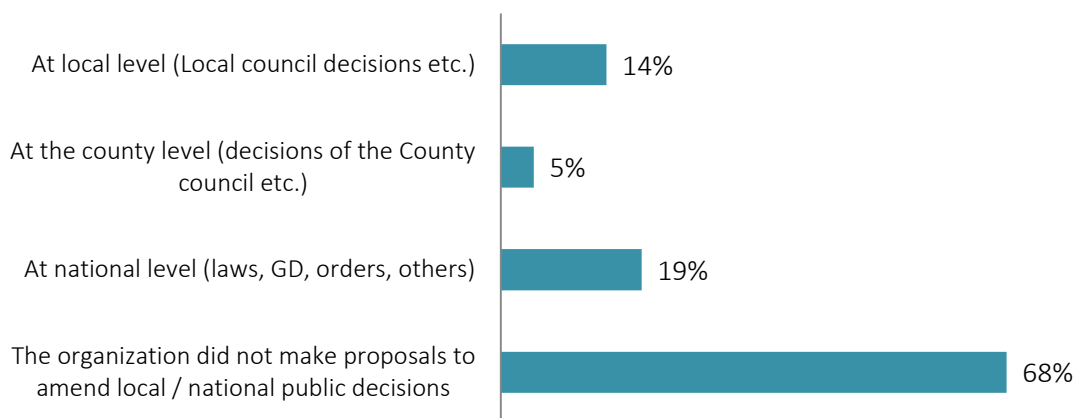 At local level (Local council decisions etc.)
14%
At the county level (decisions of the County
council etc.)
5%
At national level (laws, GD, orders, others)
19%
The organization did not make proposals to
amend local / national public decisions
68%